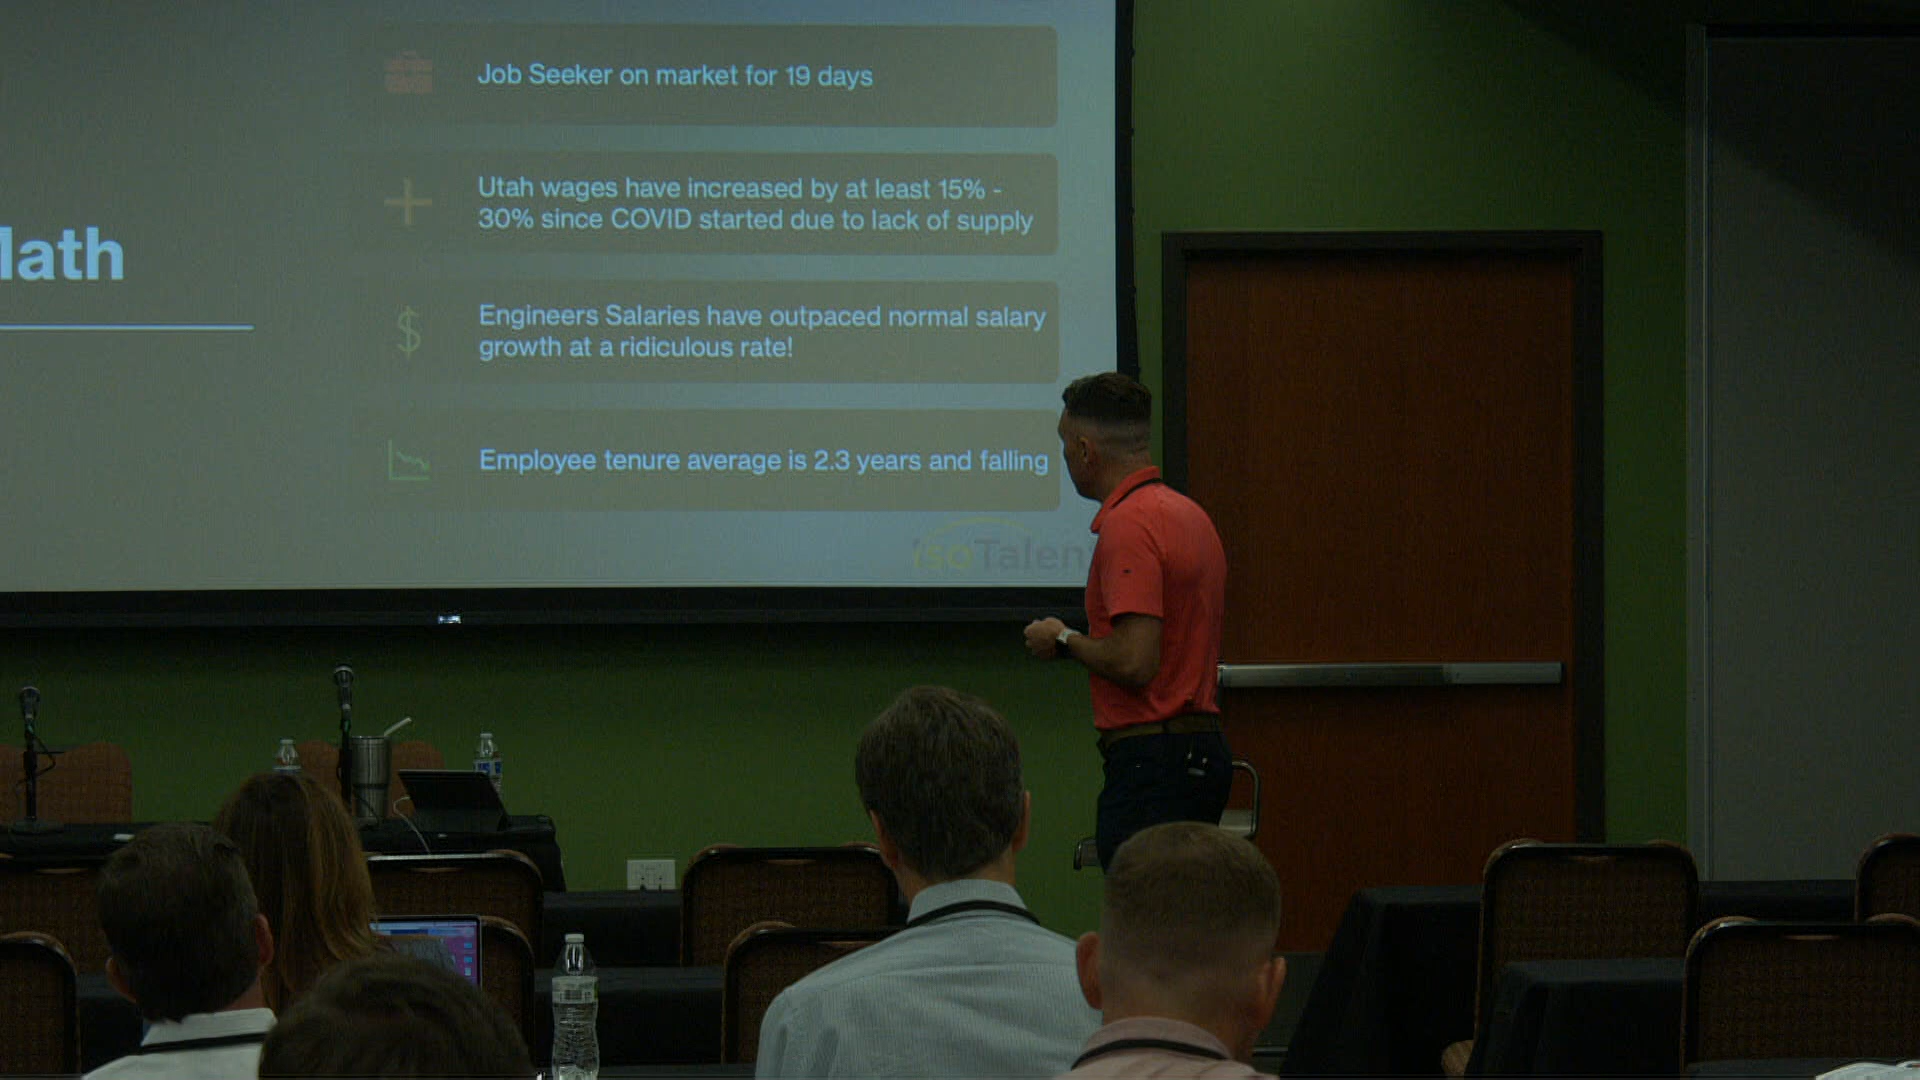 Job Seeker on market for 19 days
Utah wages have increased by at least 15% -
30% since COVID started due to lack of supply
Math
Engineers Salaries have outpaced normal salary
growth at a ridiculous rate!
Employee tenure average is 2.3 years and falling
isoTalent